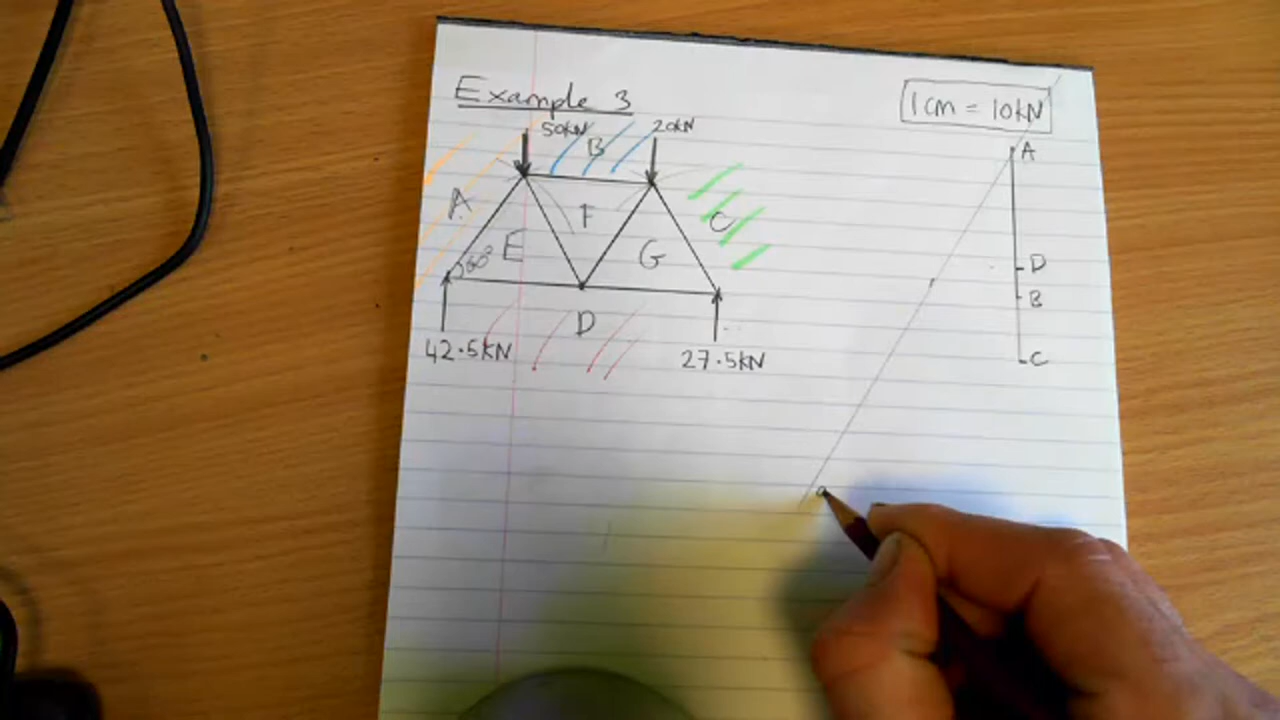 Example 3
1cm = 10kN
50kN B 20kN
A
A F C
E G
60°
D
D
B
42.5kN 27.5kN
C